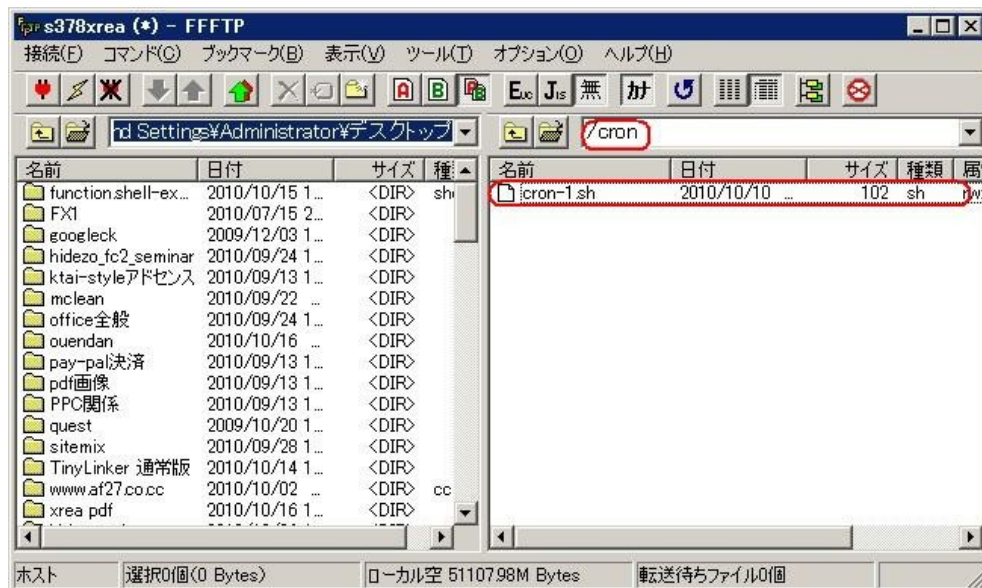 s378xrea (*) - FFFTP
接続(F) コマンド(C) ブックマーク(B) 表示(V) ツール(T) オプション(O) ヘルプ(H)
A B Euc JIS 無 カナ
nd Settings¥Administrator¥デスクトップ
/cron
名前 日付 サイズ 種
function.shell-ex... 2010/10/15 1... <DIR>
FX1 2010/07/15 2... <DIR>
googleck 2009/12/03 1... <DIR>
hidezo_fc2_seminar 2010/09/24 1... <DIR>
ktai-styleアドセンス 2010/09/13 1... <DIR>
mclean 2010/09/22 ... <DIR>
office全般 2010/09/24 1... <DIR>
ouendan 2010/10/16 ... <DIR>
pay-pal決済 2010/09/13 1... <DIR>
pdf画像 2010/09/13 1... <DIR>
PPC関係 2010/09/13 1... <DIR>
quest 2009/10/20 1... <DIR>
sitemix 2010/09/28 1... <DIR>
TinyLinker 通常版 2010/10/14 1... <DIR>
www.af27.co.cc 2010/10/02 ... <DIR> cc
xrea pdf 2010/10/16 1... <DIR>
名前 日付 サイズ 種類 属
cron-1.sh 2010/10/10 ... 102 sh
ホスト 選択0個(0 Bytes) ローカル空 51107.98M Bytes 転送待ちファイル0個